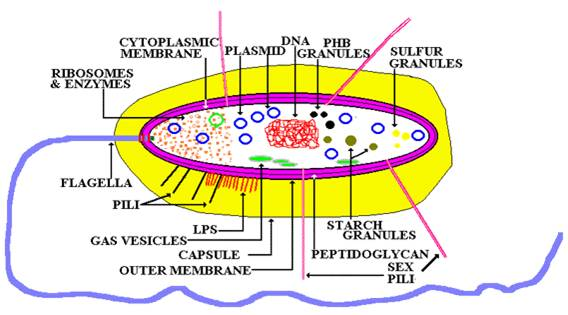 CYTOPLASMIC
MEMBRANE
PLASMID
DNA
PHB
GRANULES
SULFUR
GRANULES
RIBOSOMES
& ENZYMES
FLAGELLA
PILI
LPS
GAS VESICLES
CAPSULE
OUTER MEMBRANE
STARCH
GRANULES
PEPTIDOGLYCAN
SEX
PILI